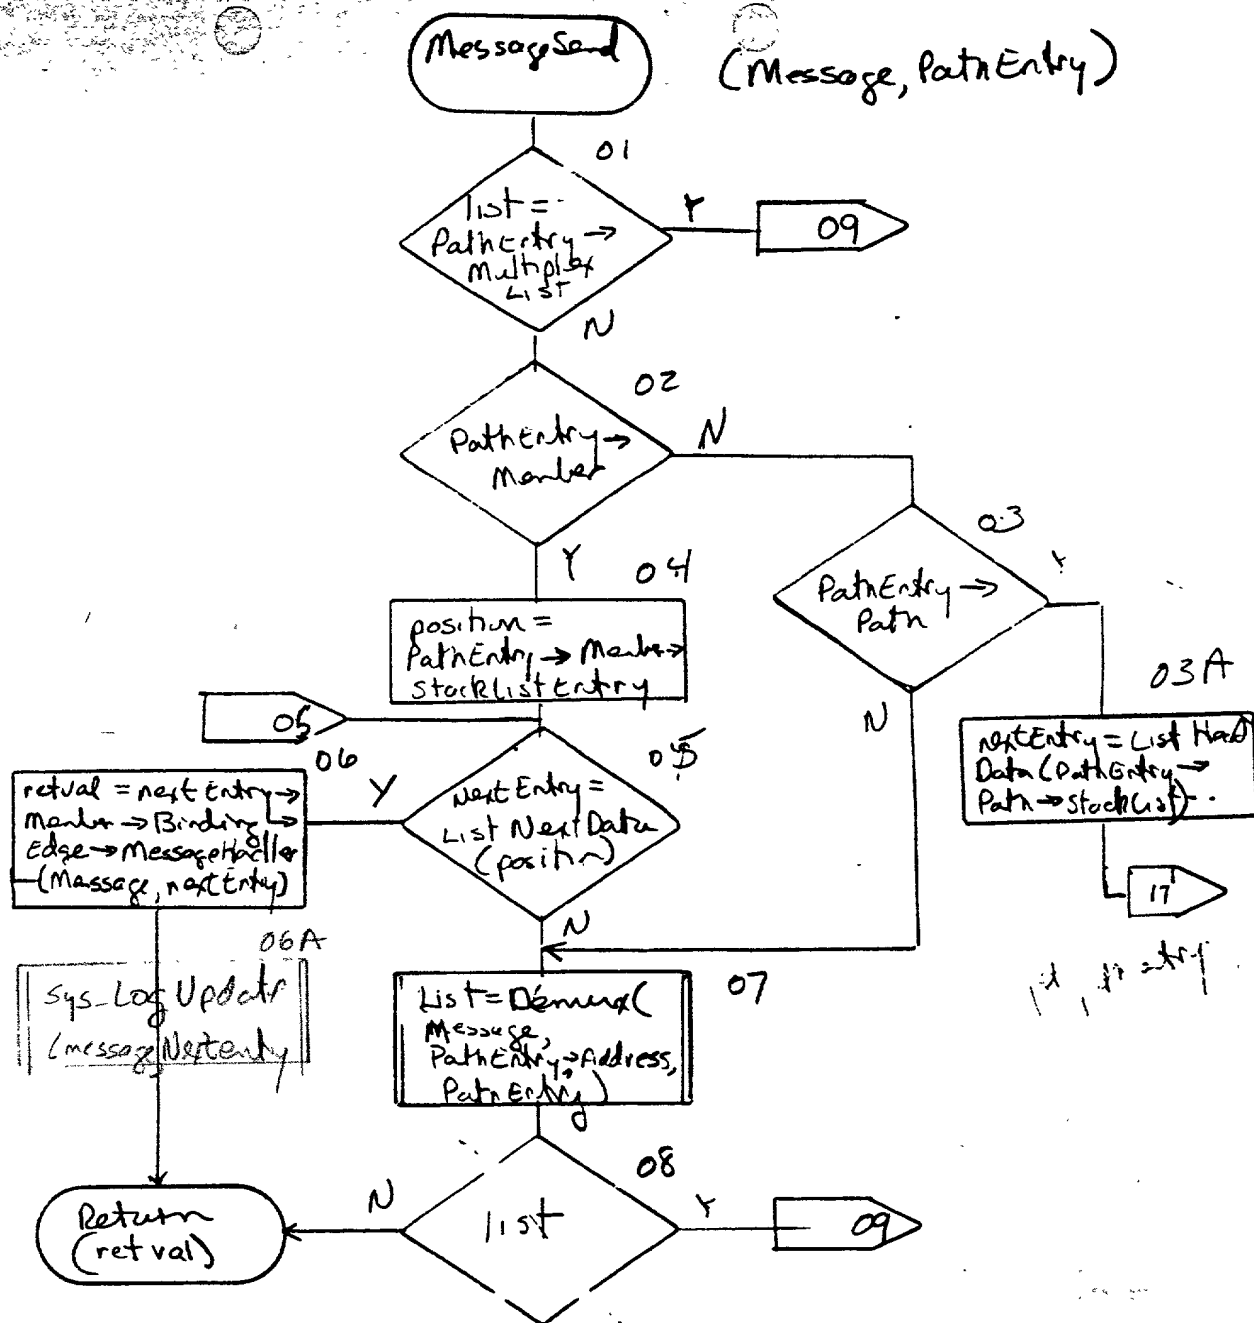 MessageSend
(Message, PathEntry)
01
list =
PathEntry →
Multiplex
List
Y
09
N
02
PathEntry →
Member
N
03
PathEntry →
Path
Y
N
03A
nextEntry = List Head
Data (PathEntry →
Path → StackList)
17
entry
Y
04
position =
PathEntry → Member →
StackListEntry
05
05
NextEntry =
List NextData
(position)
Y
06
retval = nextEntry →
Member → Binding →
Edge → MessageHandler
(Message, nextEntry)
06A
sys_Log Update
(message, Nextentry
N
07
List = Demux(
Message,
PathEntry → Address,
PathEntry)
08
list
Y
09
N
Return
(retval)